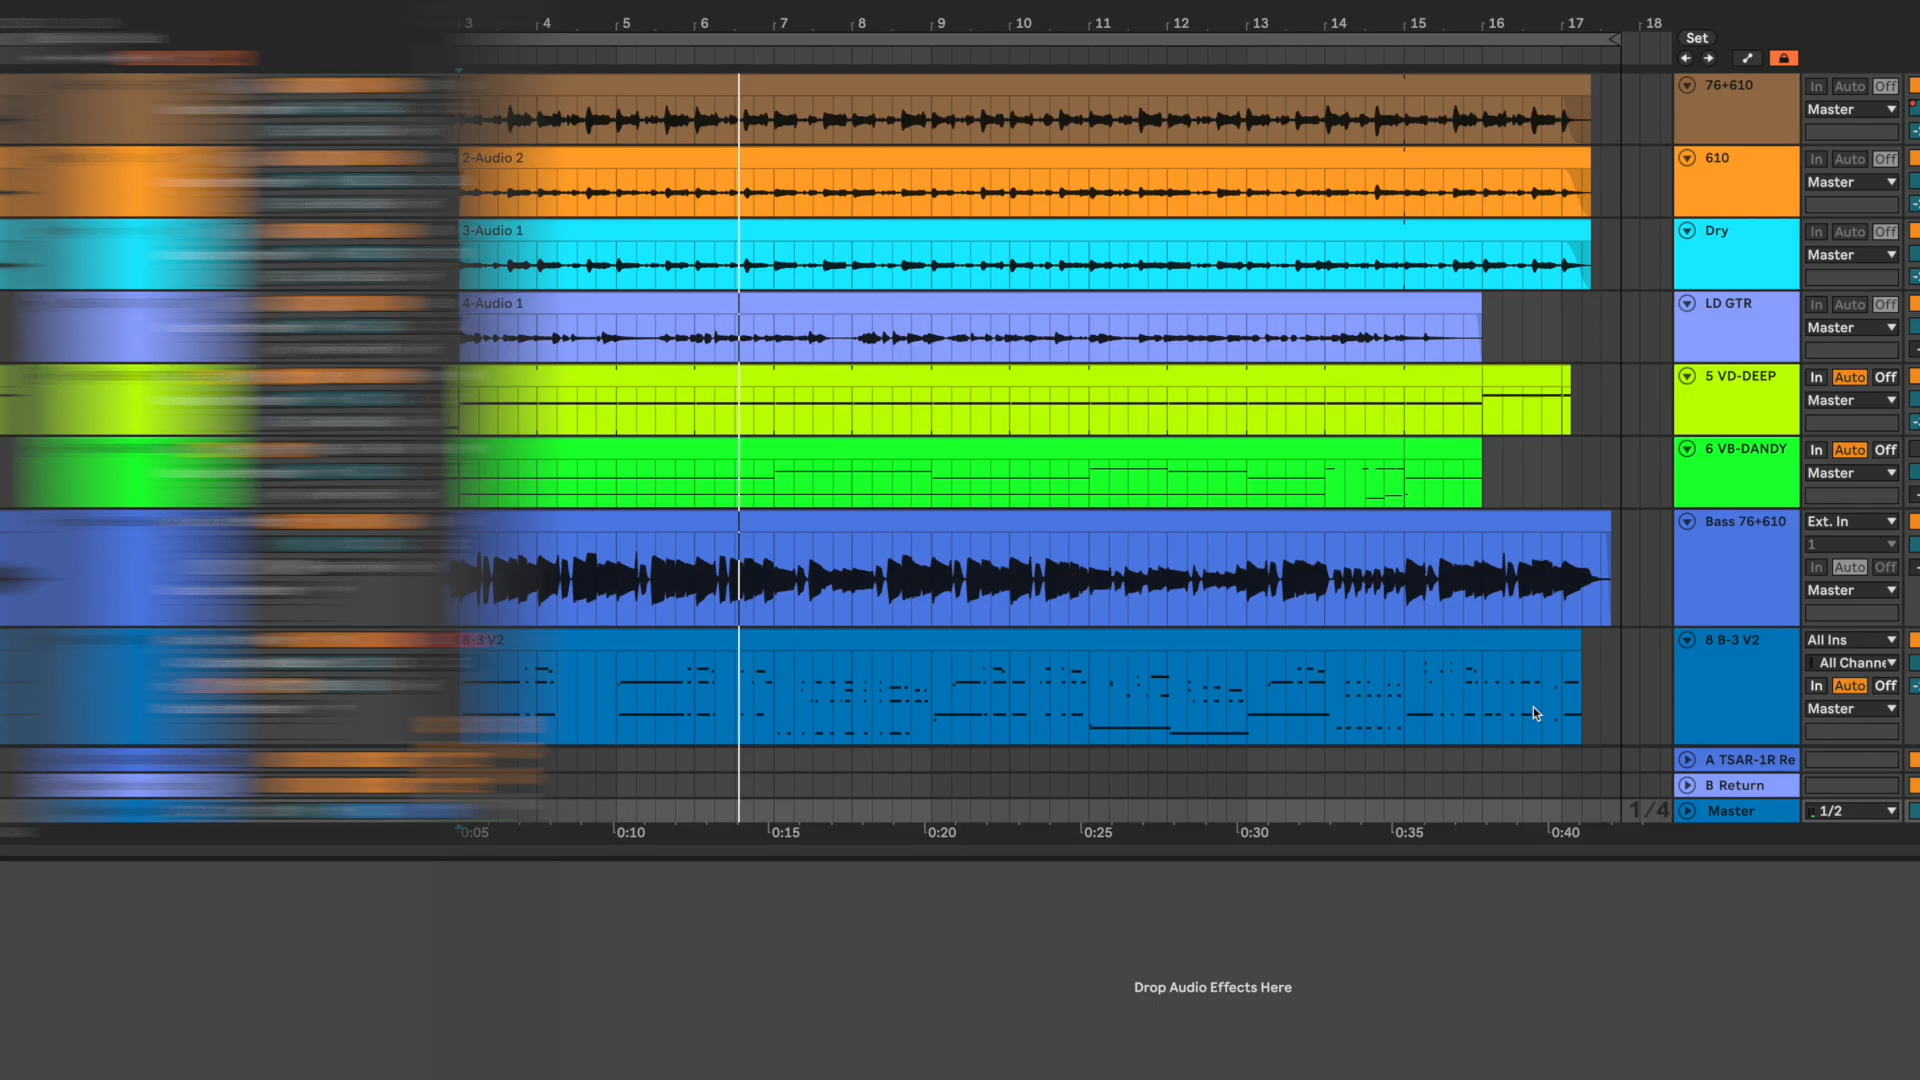 3 4 5 6 7 8 9 10 11 12 13 14 15 16 17 18
Set
76+610 In Auto Off
Master
2-Audio 2 610 In Auto Off
Master
3-Audio 1 Dry In Auto Off
Master
4-Audio 1 LD GTR In Auto Off
Master
5 VD-DEEP In Auto Off
Master
6 VB-DANDY In Auto Off
Master
Bass 76+610 Ext. In
1
In Auto Off
Master
B-3 V2 8 B-3 V2 All Ins
All Channe
In Auto Off
Master
A TSAR-1R Re
B Return
1/4 Master 1/2
0:05 0:10 0:15 0:20 0:25 0:30 0:35 0:40
Drop Audio Effects Here